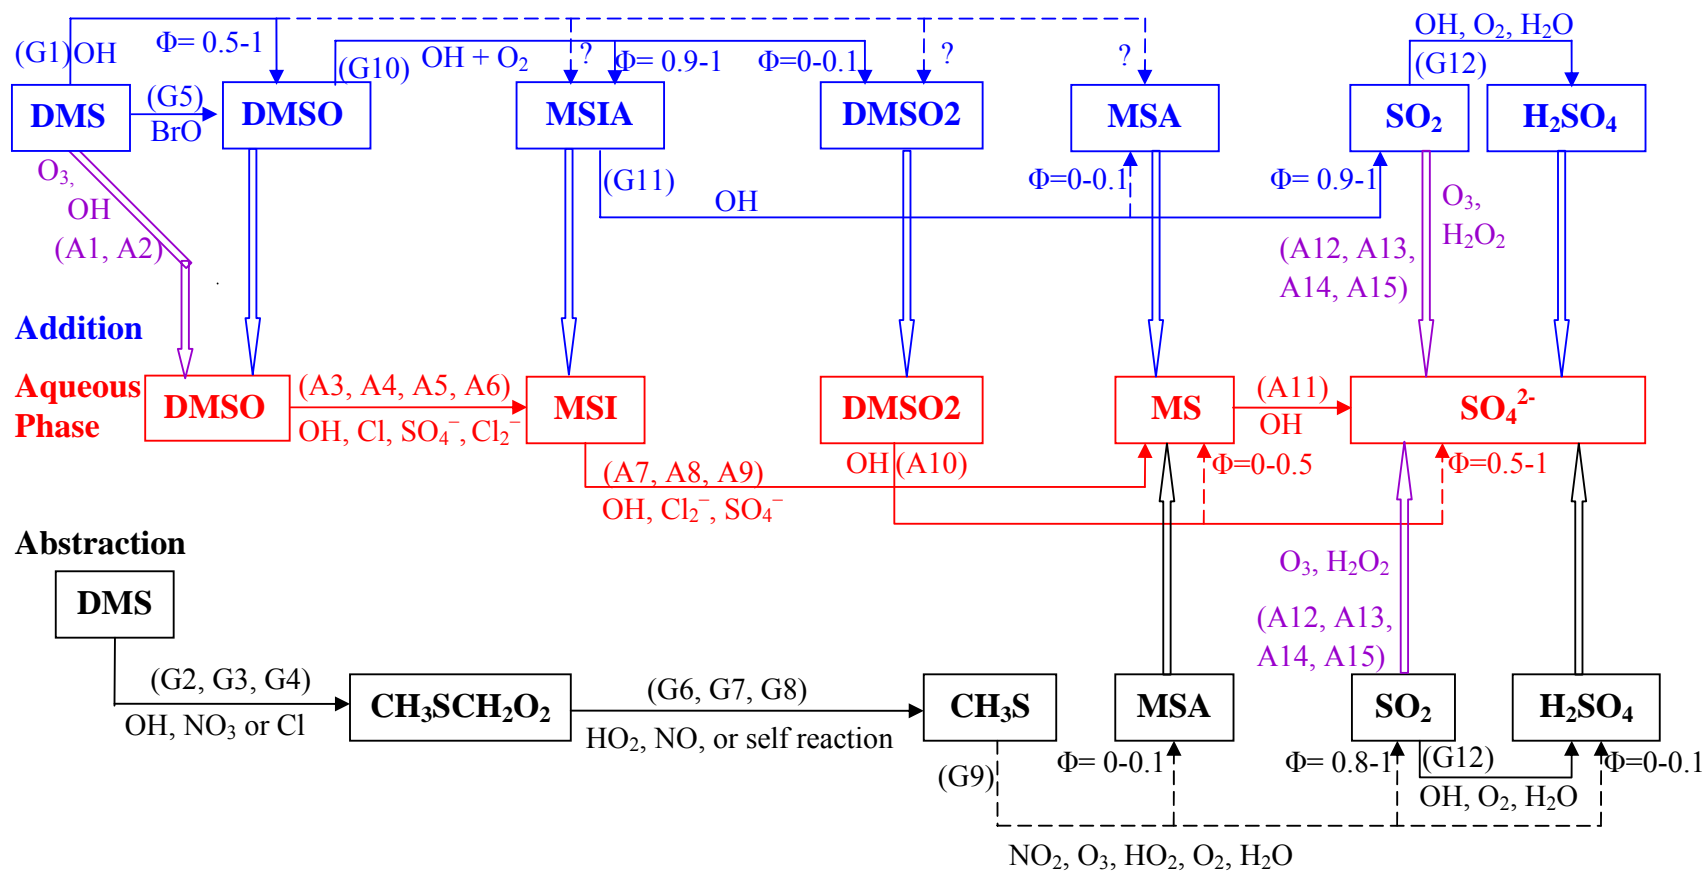 (G1) OH
Φ= 0.5-1
(G10)
OH + O₂
?
Φ= 0.9-1
Φ=0-0.1
?
?
OH, O₂, H₂O
(G12)
DMS
(G5)
BrO
DMSO
MSIA
DMSO2
MSA
SO₂
H₂SO₄
O₃,
OH
(A1, A2)
(G11)
OH
Φ=0-0.1
Φ= 0.9-1
O₃,
H₂O₂
(A12, A13,
A14, A15)
Addition
Aqueous
Phase
DMSO
(A3, A4, A5, A6)
OH, Cl, SO₄⁻, Cl₂⁻
MSI
DMSO2
MS
(A11)
OH
SO₄²⁻
(A7, A8, A9)
OH, Cl₂⁻, SO₄⁻
OH (A10)
Φ=0-0.5
Φ=0.5-1
Abstraction
DMS
O₃, H₂O₂
(A12, A13,
A14, A15)
(G2, G3, G4)
OH, NO₃ or Cl
CH₃SCH₂O₂
(G6, G7, G8)
HO₂, NO, or self reaction
CH₃S
MSA
SO₂
H₂SO₄
(G9)
Φ= 0-0.1
Φ= 0.8-1
(G12)
OH, O₂, H₂O
Φ=0-0.1
NO₂, O₃, HO₂, O₂, H₂O